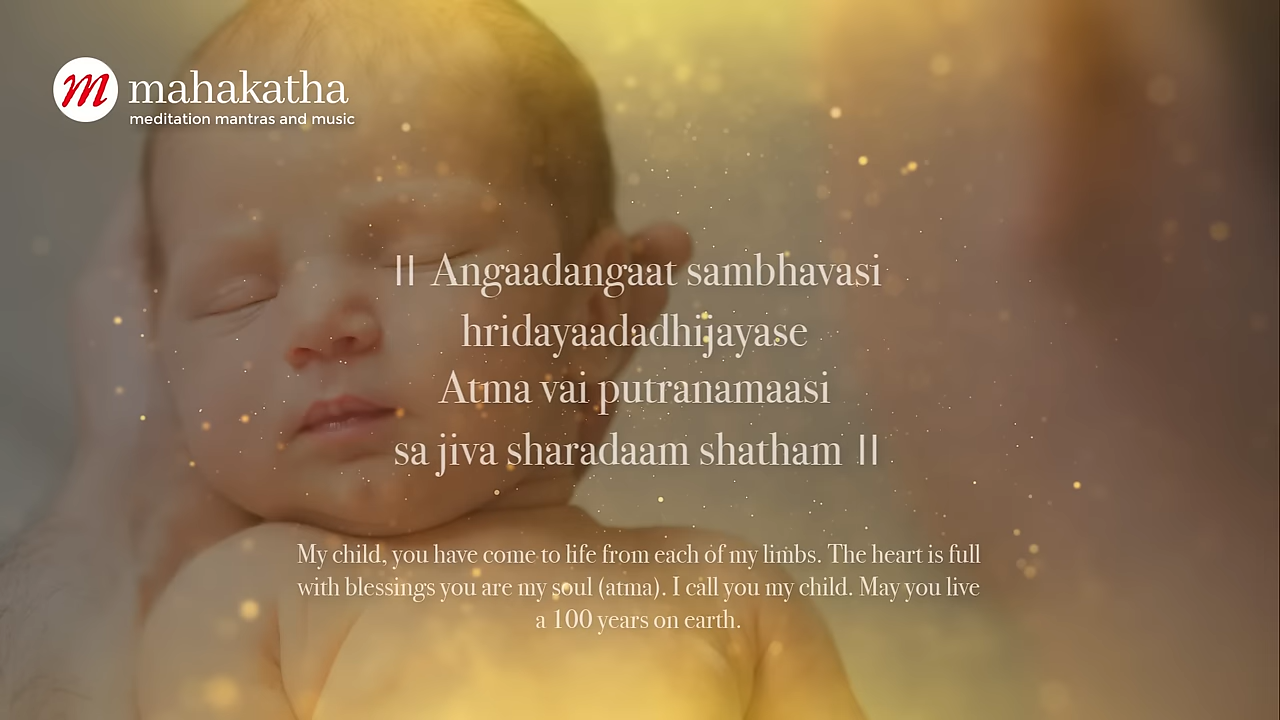 m mahakatha
meditation mantras and music
|| Angaadangaat sambhavasi
hridayaadadhijayase
Atma vai putranamaasi
sa jiva sharadaam shatham ||
My child, you have come to life from each of my limbs. The heart is full
with blessings you are my soul (atma). I call you my child. May you live
a 100 years on earth.